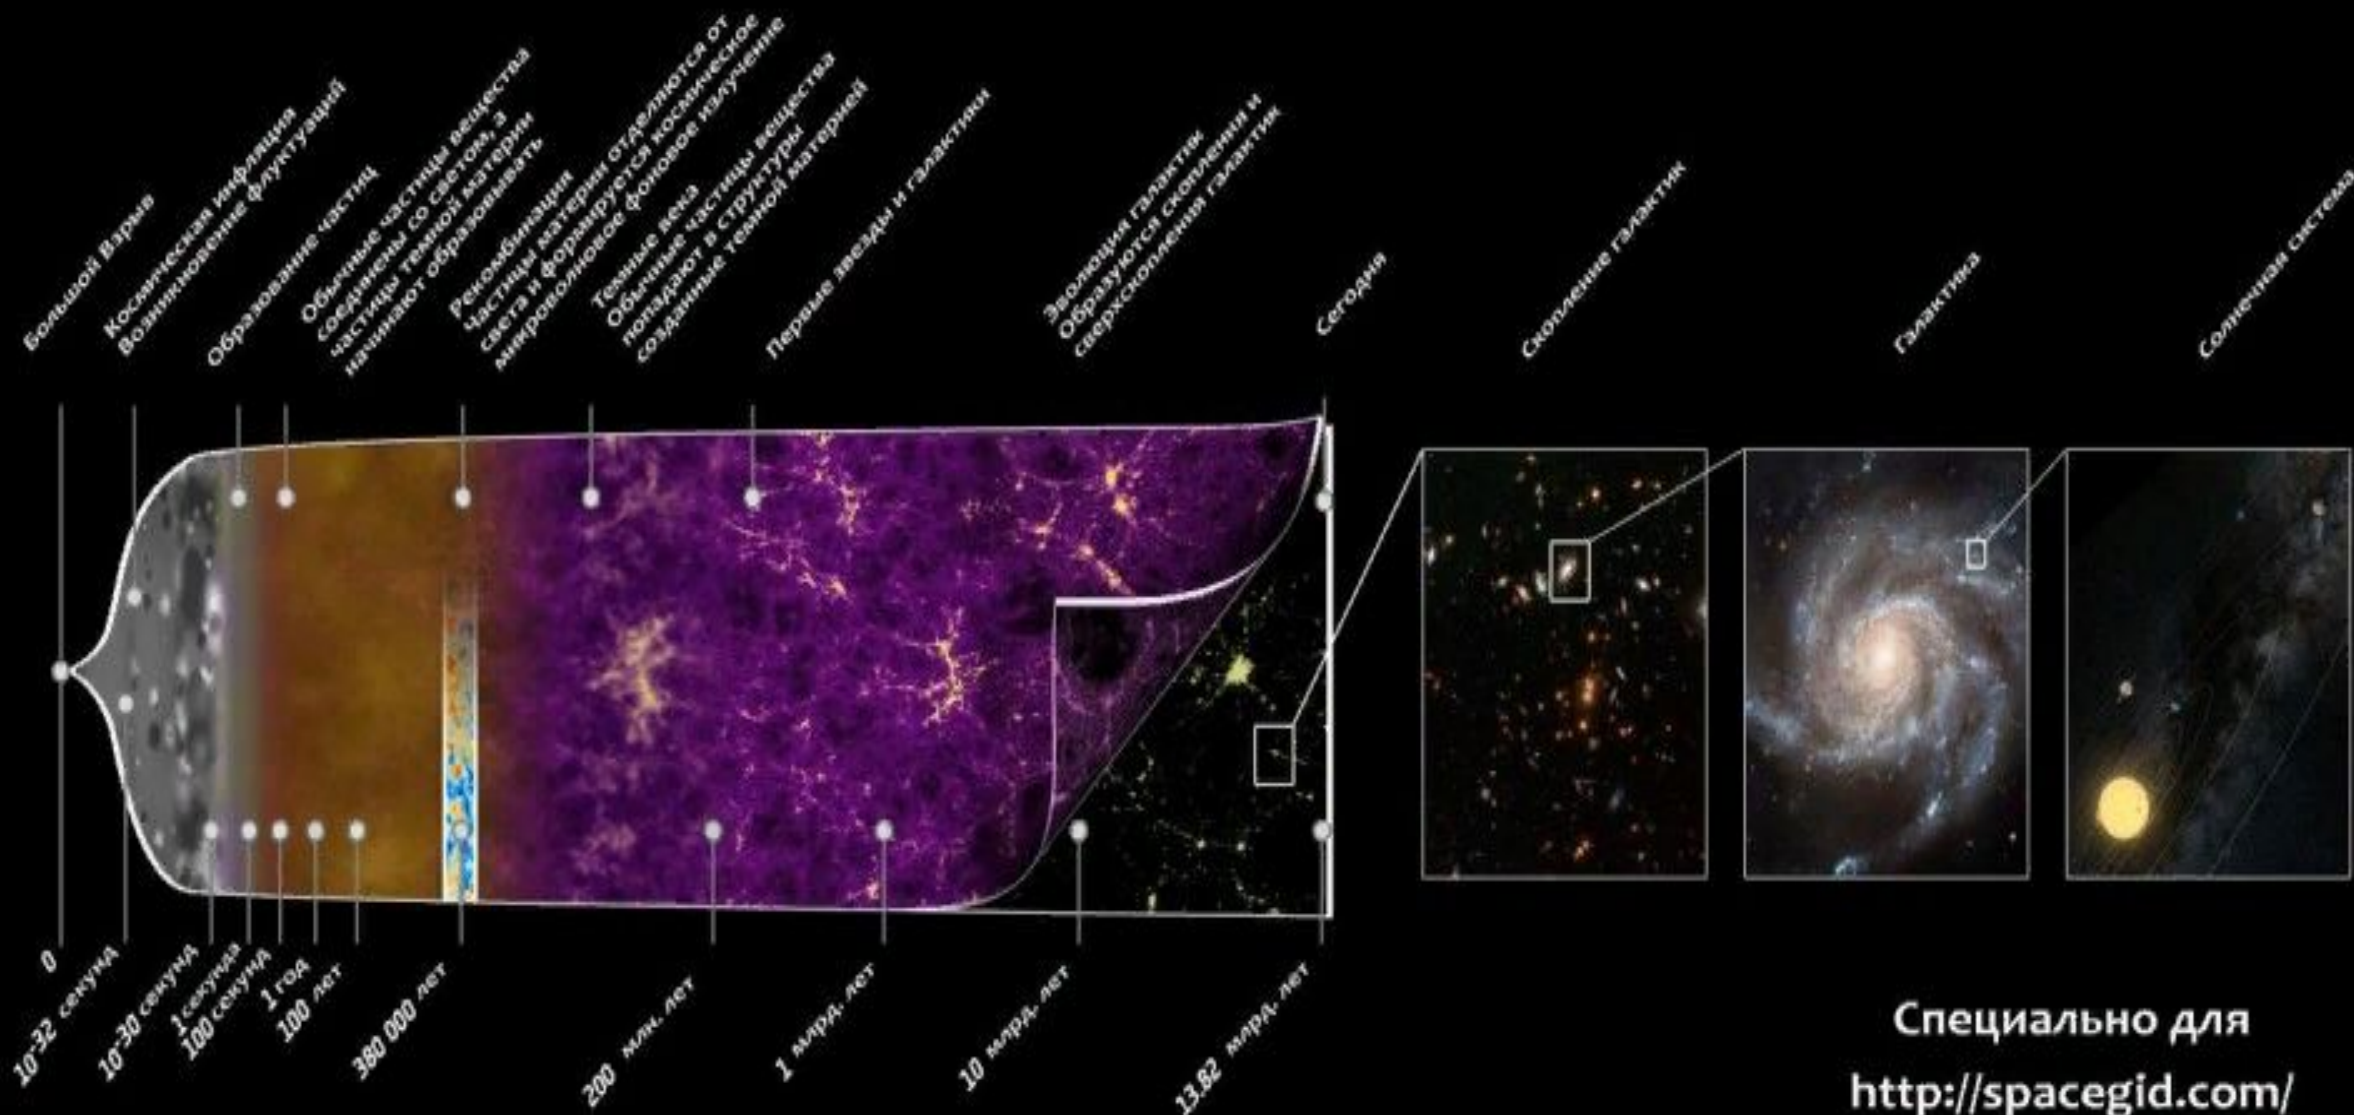 Большой Взрыв
Космическая инфляция
Возникновение флуктуаций
Образование частиц
Обычные частицы вещества
соединены со светом, а
частицы темной материи
начинают образовывать
Рекомбинация
Частицы материи отделяются от
света и формируется космическое
микроволновое фоновое излучение
Темные века
Обычные частицы вещества
попадают в структуры
созданные темной материей
Первые звезды и галактики
Эволюция галактик
Образуются скопления и
сверхскопления галактик
Сегодня
Скопление галактик
Галактика
Солнечная система
0
10-32 секунд
10-30 секунд
1 секунда
100 секунд
1 год
100 лет
380 000 лет
200 млн. лет
1 млрд. лет
10 млрд. лет
13.82 млрд. лет
Специально для
http://spacegid.com/